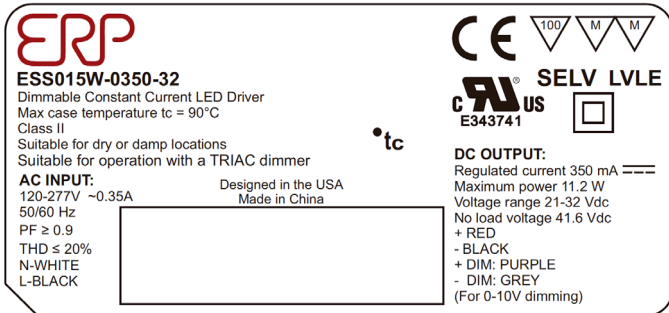 ERP
ESS015W-0350-32
Dimmable Constant Current LED Driver
Max case temperature tc = 90°C
Class II
Suitable for dry or damp locations
Suitable for operation with a TRIAC dimmer
AC INPUT:
120-277V ~0.35A
50/60 Hz
PF ≥ 0.9
THD ≤ 20%
N-WHITE
L-BLACK
Designed in the USA
Made in China
•tc
CE
100 M M
SELV LVLE
C RU ® US
E343741
DC OUTPUT:
Regulated current 350 mA
Maximum power 11.2 W
Voltage range 21-32 Vdc
No load voltage 41.6 Vdc
+ RED
- BLACK
+ DIM: PURPLE
- DIM: GREY
(For 0-10V dimming)